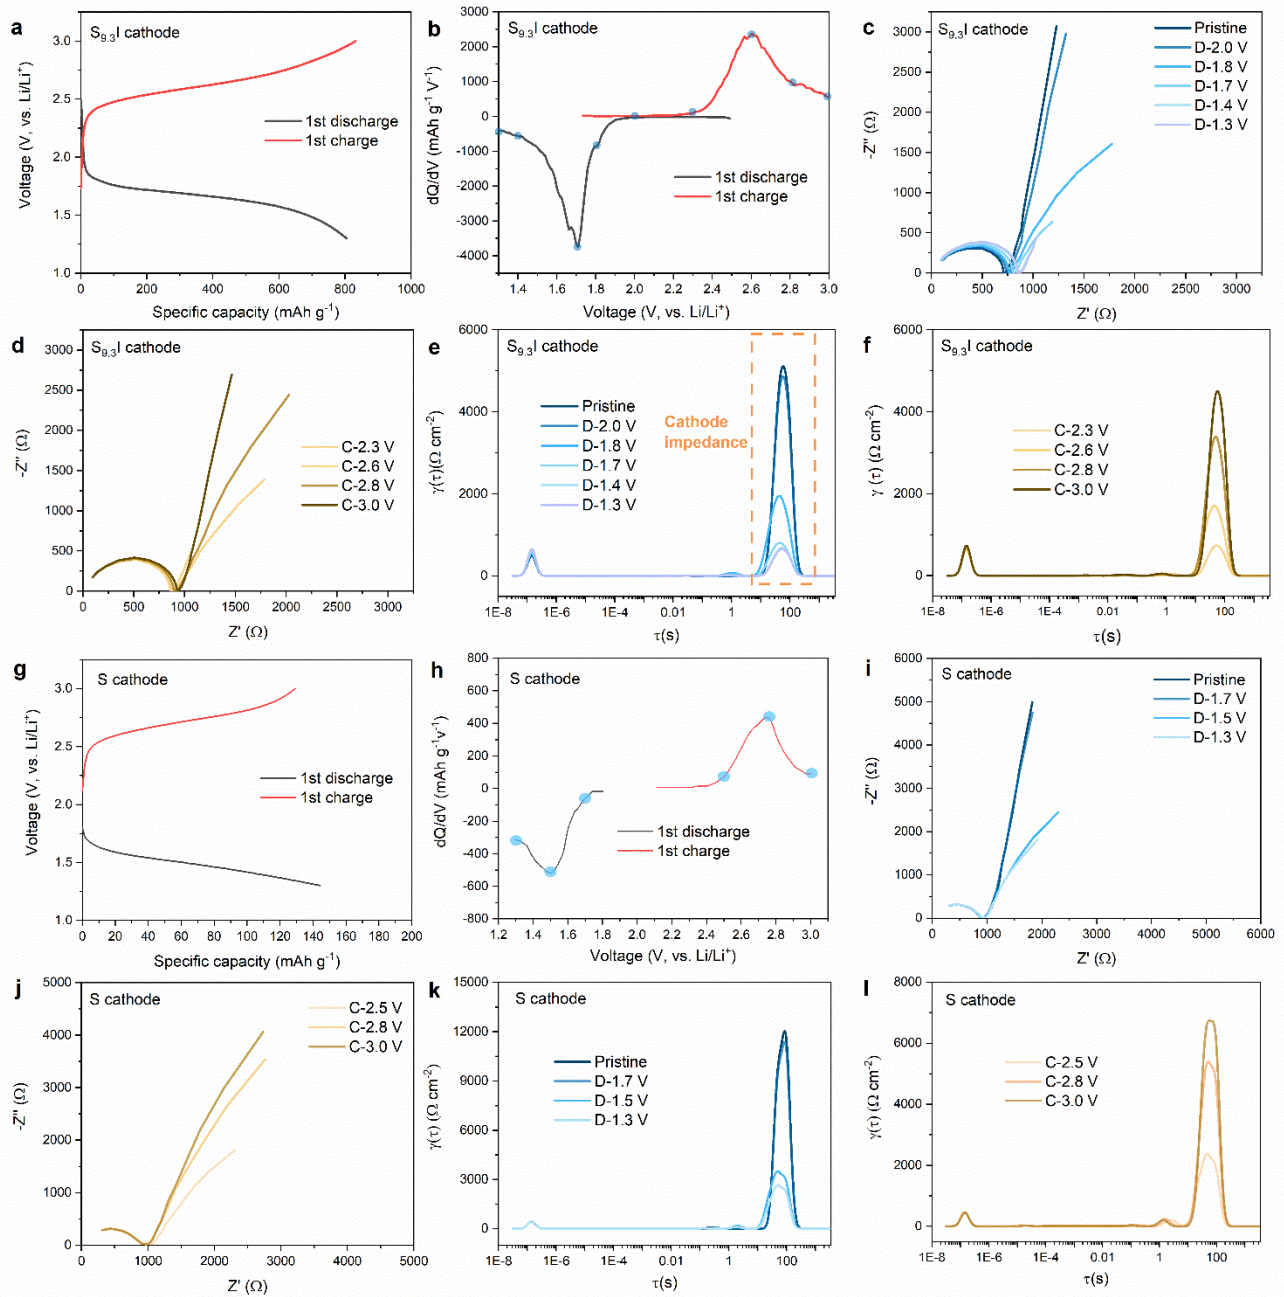 a
S9.3I cathode
Voltage (V, vs. Li/Li+)
3.0
2.5
2.0
1.5
1.0
1st discharge
1st charge
0 200 400 600 800 1000
Specific capacity (mAh g-1)
b
S9.3I cathode
dQ/dV (mAh g-1 V-1)
3000
2000
1000
0
-1000
-2000
-3000
-4000
1st discharge
1st charge
1.4 1.6 1.8 2.0 2.2 2.4 2.6 2.8 3.0
Voltage (V, vs. Li/Li+)
c
S9.3I cathode
-Z'' (Ω)
3000
2500
2000
1500
1000
500
0
Pristine
D-2.0 V
D-1.8 V
D-1.7 V
D-1.4 V
D-1.3 V
0 500 1000 1500 2000 2500 3000
Z' (Ω)
d
S9.3I cathode
-Z'' (Ω)
3000
2500
2000
1500
1000
500
0
C-2.3 V
C-2.6 V
C-2.8 V
C-3.0 V
0 500 1000 1500 2000 2500 3000
Z' (Ω)
e
S9.3I cathode
γ(τ)(Ω cm-2)
6000
4000
2000
0
Pristine
D-2.0 V
D-1.8 V
D-1.7 V
D-1.4 V
D-1.3 V
Cathode
impedance
1E-8 1E-6 1E-4 0.01 1 100
τ(s)
f
S9.3I cathode
γ (τ) (Ω cm-2)
6000
4000
2000
0
C-2.3 V
C-2.6 V
C-2.8 V
C-3.0 V
1E-8 1E-6 1E-4 0.01 1 100
τ(s)
g
S cathode
Voltage (V, vs. Li/Li+)
3.0
2.5
2.0
1.5
1.0
1st discharge
1st charge
0 20 40 60 80 100 120 140 160 180 200
Specific capacity (mAh g-1)
h
S cathode
dQ/dV (mAh g-1v-1)
800
600
400
200
0
-200
-400
-600
-800
1st discharge
1st charge
1.2 1.4 1.6 1.8 2.0 2.2 2.4 2.6 2.8 3.0
Voltage (V, vs. Li/Li+)
i
S cathode
-Z'' (Ω)
6000
5000
4000
3000
2000
1000
0
Pristine
D-1.7 V
D-1.5 V
D-1.3 V
0 1000 2000 3000 4000 5000 6000
Z' (Ω)
j
S cathode
-Z'' (Ω)
5000
4000
3000
2000
1000
0
C-2.5 V
C-2.8 V
C-3.0 V
0 1000 2000 3000 4000 5000
Z' (Ω)
k
S cathode
γ(τ) (Ω cm-2)
15000
12000
9000
6000
3000
0
Pristine
D-1.7 V
D-1.5 V
D-1.3 V
1E-8 1E-6 1E-4 0.01 1 100
τ(s)
l
S cathode
γ(τ) (Ω cm-2)
8000
6000
4000
2000
0
C-2.5 V
C-2.8 V
C-3.0 V
1E-8 1E-6 1E-4 0.01 1 100
τ(s)